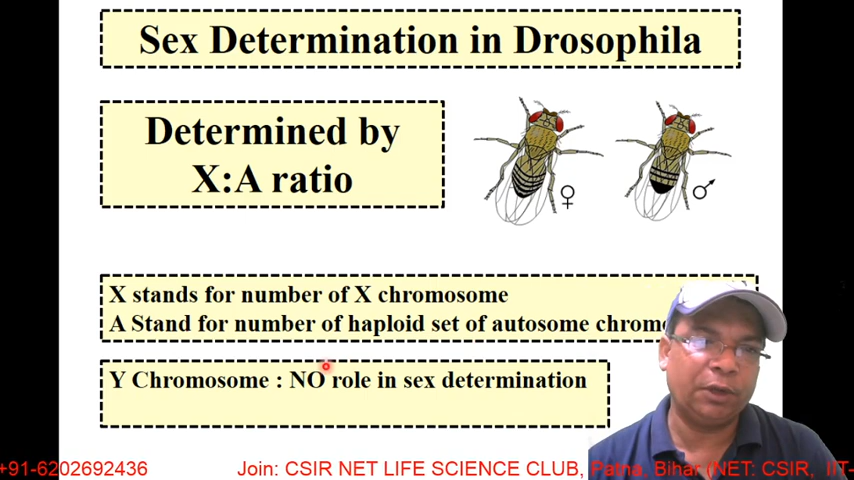 Sex Determination in Drosophila
Determined by
X:A ratio
♀
♂
X stands for number of X chromosome
A Stand for number of haploid set of autosome
Y Chromosome : NO role in sex determination
+91-6202692436 Join: CSIR NET LIFE SCIENCE CLUB, Patna, Bihar (NET: CSIR, IIT-